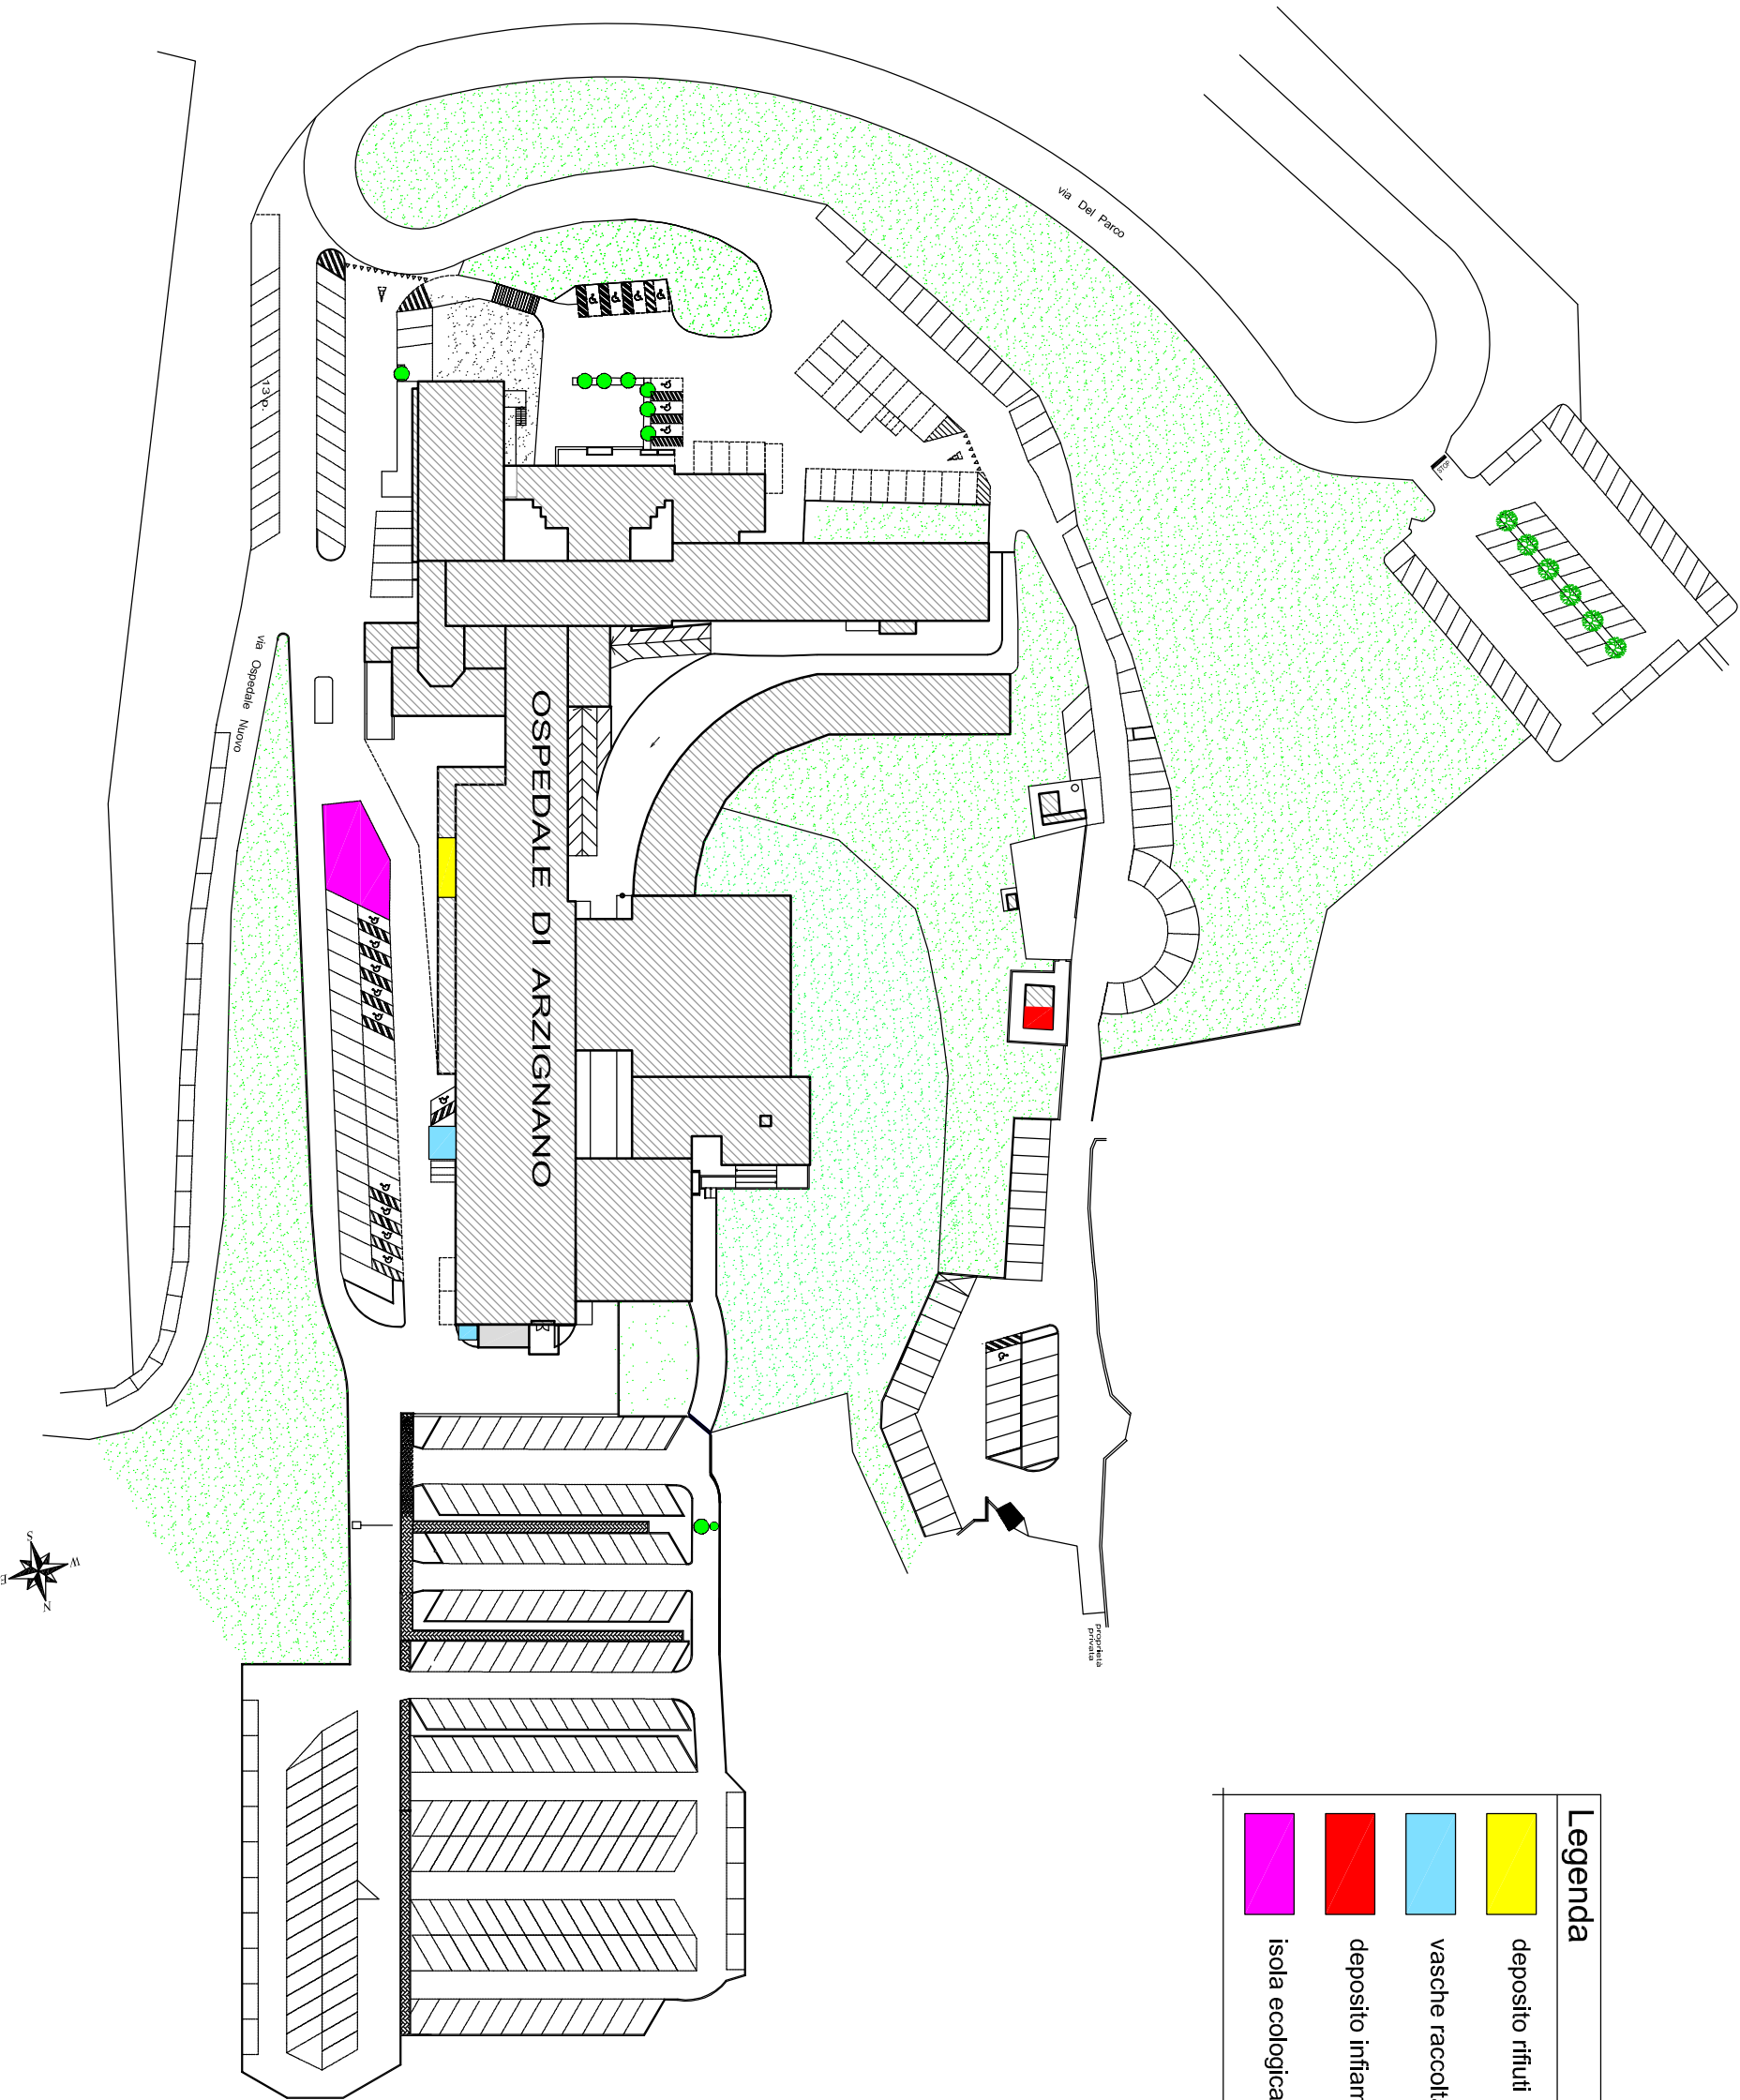 via Del Parco
STOP
13 p.
via Ospedale Nuovo
OSPEDALE DI ARZIGNANO
proprietà
privata
S
W
E
N
Legenda
deposito rifiuti
vasche raccolt
deposito infiam
isola ecologica